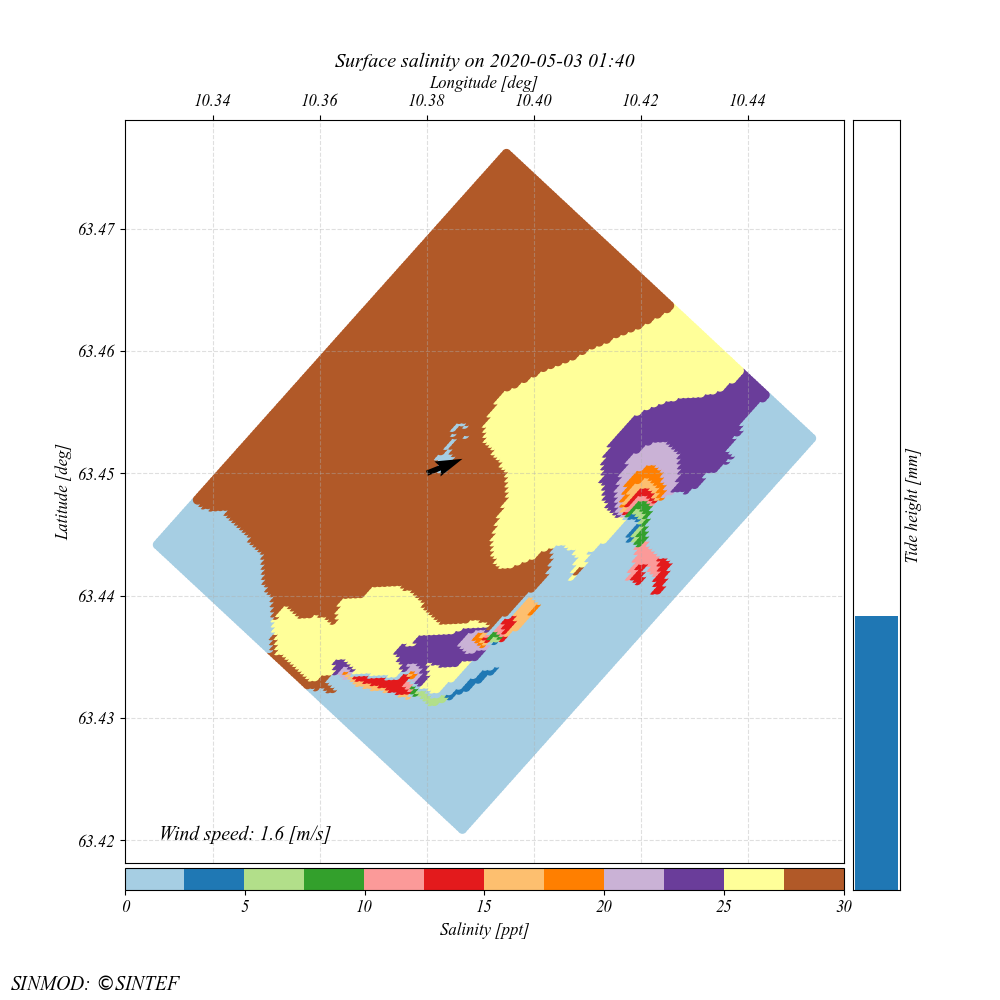 Surface salinity on 2020-05-03 01:40
Longitude [deg]
10.34 10.36 10.38 10.40 10.42 10.44
63.47
63.46
63.45
63.44
63.43
63.42
Latitude [deg]
Tide height [mm]
Wind speed: 1.6 [m/s]
0 5 10 15 20 25 30
Salinity [ppt]
SINMOD: ©SINTEF